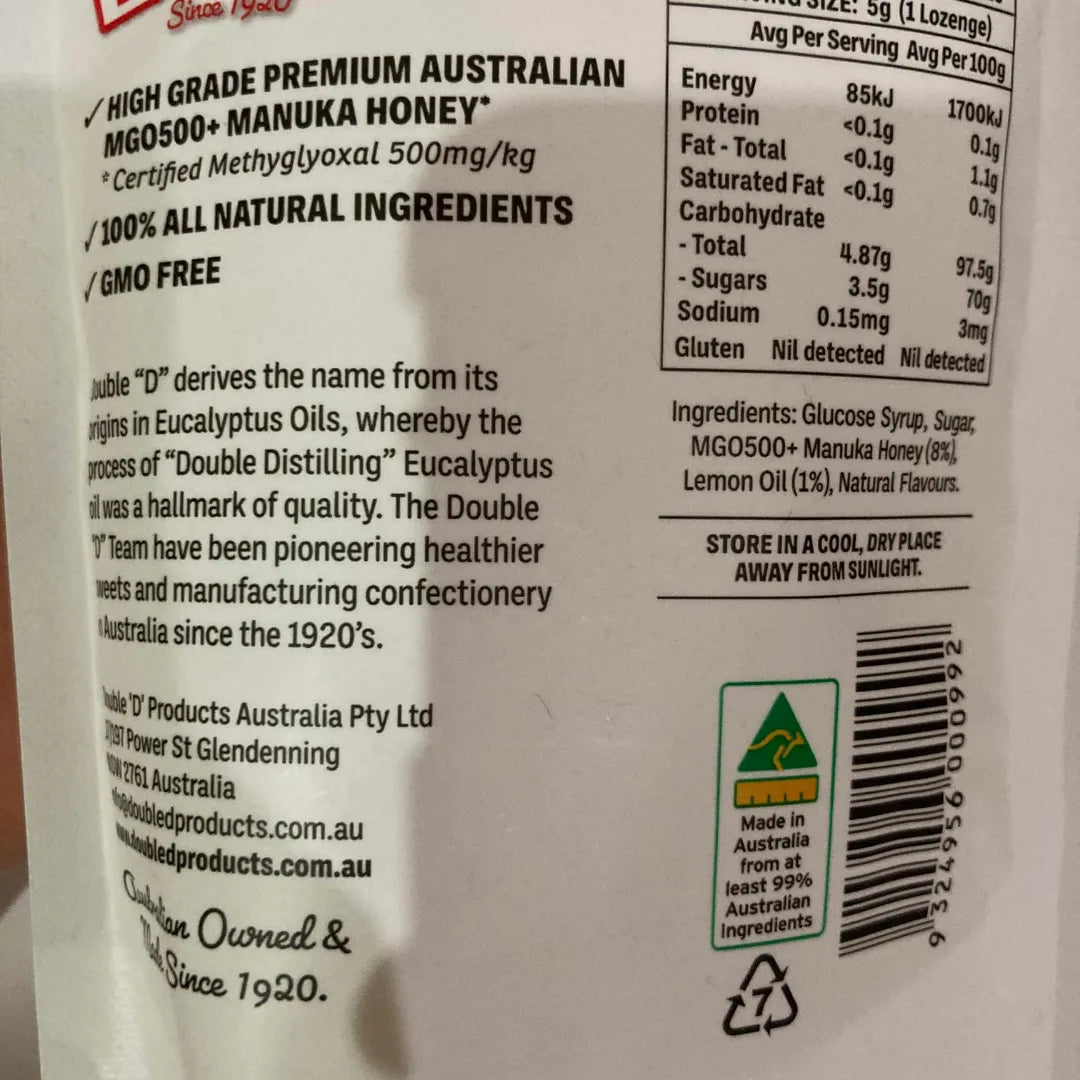 Since 1920
✓HIGH GRADE PREMIUM AUSTRALIAN
MGO500+ MANUKA HONEY*
*Certified Methyglyoxal 500mg/kg
✓100% ALL NATURAL INGREDIENTS
✓GMO FREE
ouble “D” derives the name from its
rigins in Eucalyptus Oils, whereby the
process of “Double Distilling” Eucalyptus
oil was a hallmark of quality. The Double
“D” Team have been pioneering healthier
weets and manufacturing confectionery
Australia since the 1920’s.
ouble 'D' Products Australia Pty Ltd
Power St Glendenning
NSW 2761 Australia
info@doubledproducts.com.au
www.doubledproducts.com.au
Australian Owned &
Made Since 1920.
SIZE: 5g (1 Lozenge)
Avg Per Serving Avg Per 100g
Energy 85kJ 1700kJ
Protein <0.1g 0.1g
Fat - Total <0.1g 1.1g
Saturated Fat <0.1g 0.7g
Carbohydrate
- Total 4.87g 97.5g
- Sugars 3.5g 70g
Sodium 0.15mg 3mg
Gluten Nil detected Nil detected
Ingredients: Glucose Syrup, Sugar,
MGO500+ Manuka Honey (8%),
Lemon Oil (1%), Natural Flavours.
STORE IN A COOL, DRY PLACE
AWAY FROM SUNLIGHT.
Made in
Australia
from at
least 99%
Australian
Ingredients
9 324956 000992
7